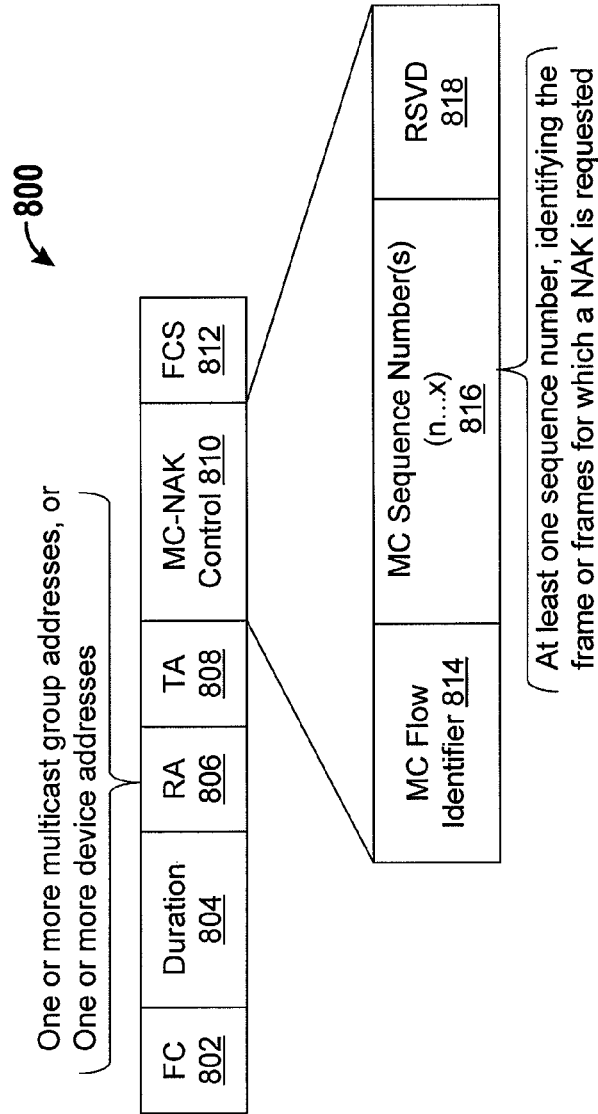 800
One or more multicast group addresses, or
One or more device addresses
FC
802
Duration
804
RA
806
TA
808
MC-NAK
Control 810
FCS
812
MC Flow
Identifier 814
MC Sequence Number(s)
(n...x)
816
RSVD
818
At least one sequence number, identifying the
frame or frames for which a NAK is requested